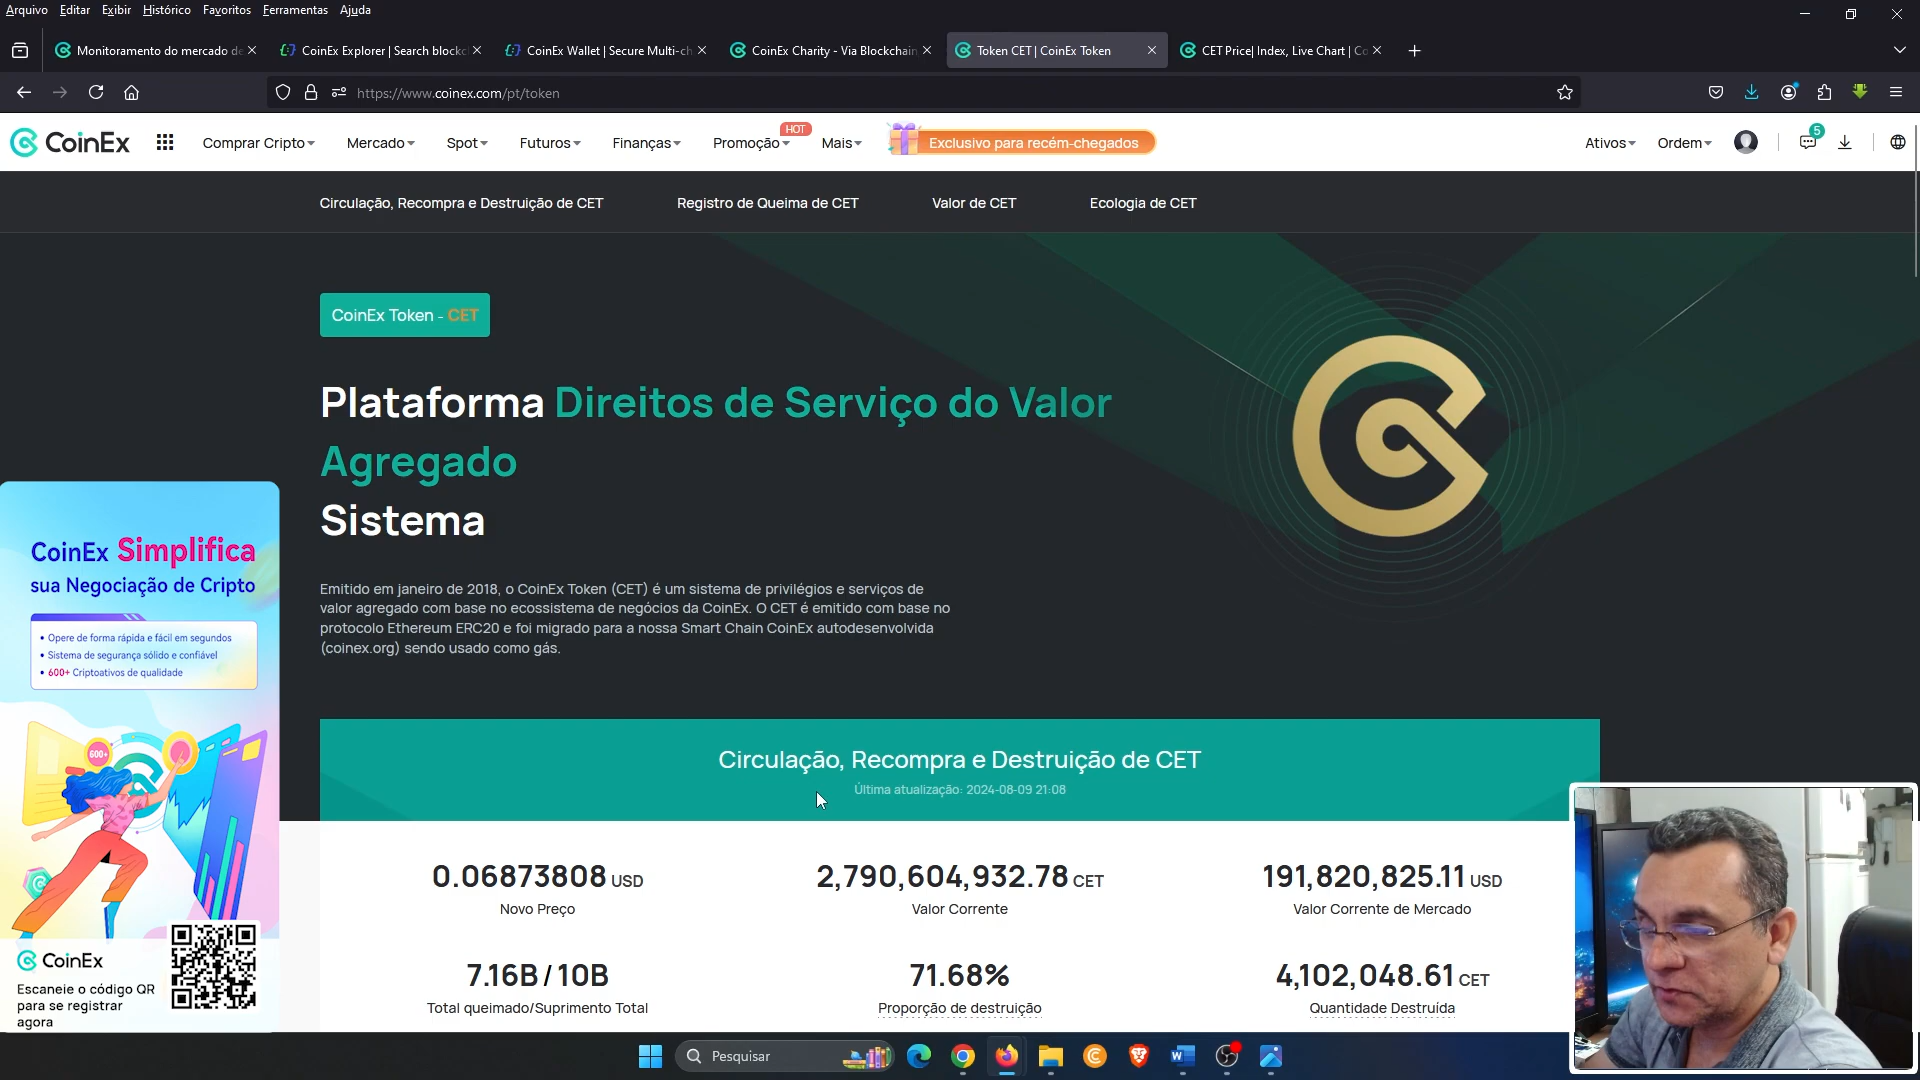 Arquivo Editar Exibir Histórico Favoritos Ferramentas Ajuda
Monitoramento do mercado de
CoinEx Explorer | Search blockc
CoinEx Wallet | Secure Multi-ch
CoinEx Charity - Via Blockchain
Token CET | CoinEx Token
CET Price| Index, Live Chart | Co
https://www.coinex.com/pt/token
CoinEx Comprar Cripto Mercado Spot Futuros Finanças Promoção HOT Mais Exclusivo para recém-chegados Ativos Ordem 5
Circulação, Recompra e Destruição de CET Registro de Queima de CET Valor de CET Ecologia de CET
CoinEx Token - CET
Plataforma Direitos de Serviço do Valor
Agregado
Sistema
Emitido em janeiro de 2018, o CoinEx Token (CET) é um sistema de privilégios e serviços de
valor agregado com base no ecossistema de negócios da CoinEx. O CET é emitido com base no
protocolo Ethereum ERC20 e foi migrado para a nossa Smart Chain CoinEx autodesenvolvida
(coinex.org) sendo usado como gás.
CoinEx Simplifica
sua Negociação de Cripto
• Opere de forma rápida e fácil em segundos
• Sistema de segurança sólido e confiável
• 600+ Criptoativos de qualidade
600+
CoinEx
Escaneie o código QR
para se registrar
agora
Circulação, Recompra e Destruição de CET
Última atualização: 2024-08-09 21:08
0.06873808 USD
Novo Preço
2,790,604,932.78 CET
Valor Corrente
191,820,825.11 USD
Valor Corrente de Mercado
7.16B / 10B
Total queimado/Suprimento Total
71.68%
Proporção de destruição
4,102,048.61 CET
Quantidade Destruída
Pesquisar